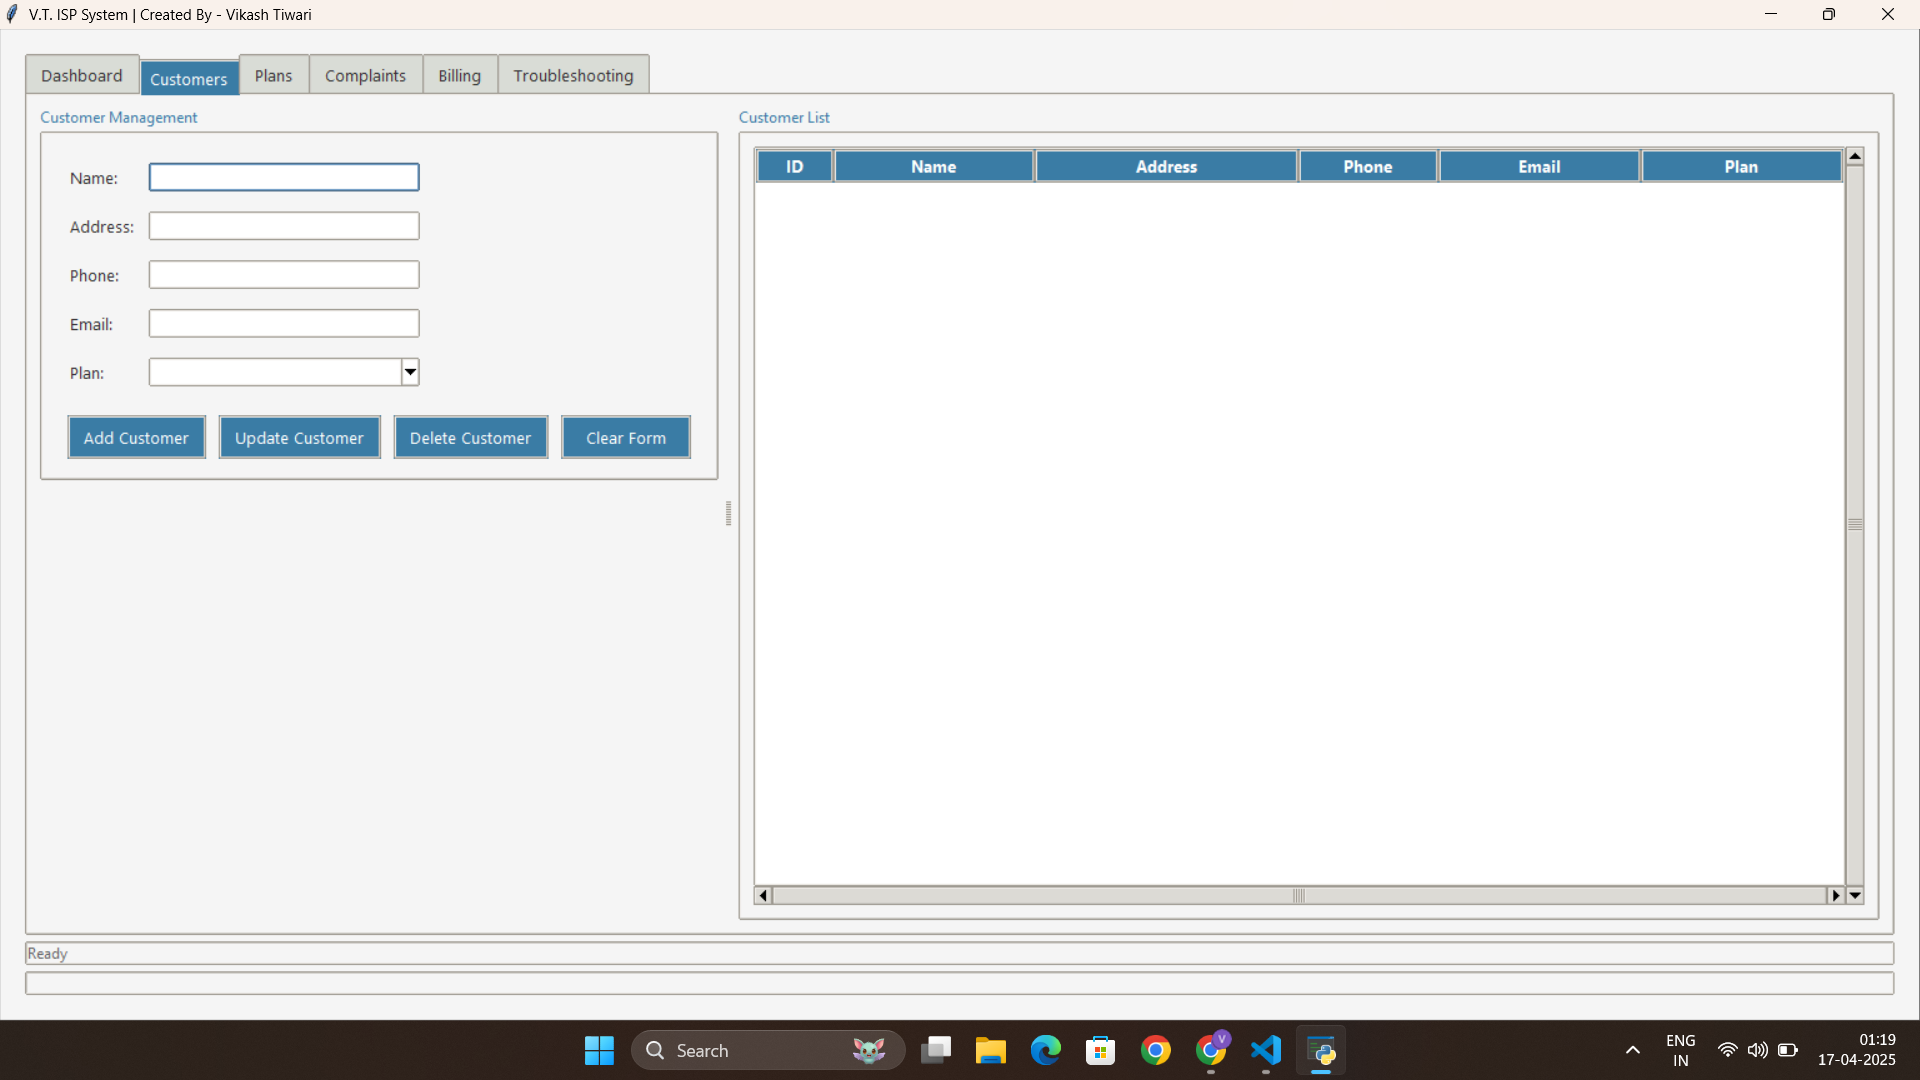 V.T. ISP System | Created By - Vikash Tiwari
Dashboard Customers Plans Complaints Billing Troubleshooting
Customer Management
Name:
Address:
Phone:
Email:
Plan:
Add Customer Update Customer Delete Customer Clear Form
Customer List
ID Name Address Phone Email Plan
Ready
Search
V
ENG
IN
01:19
17-04-2025